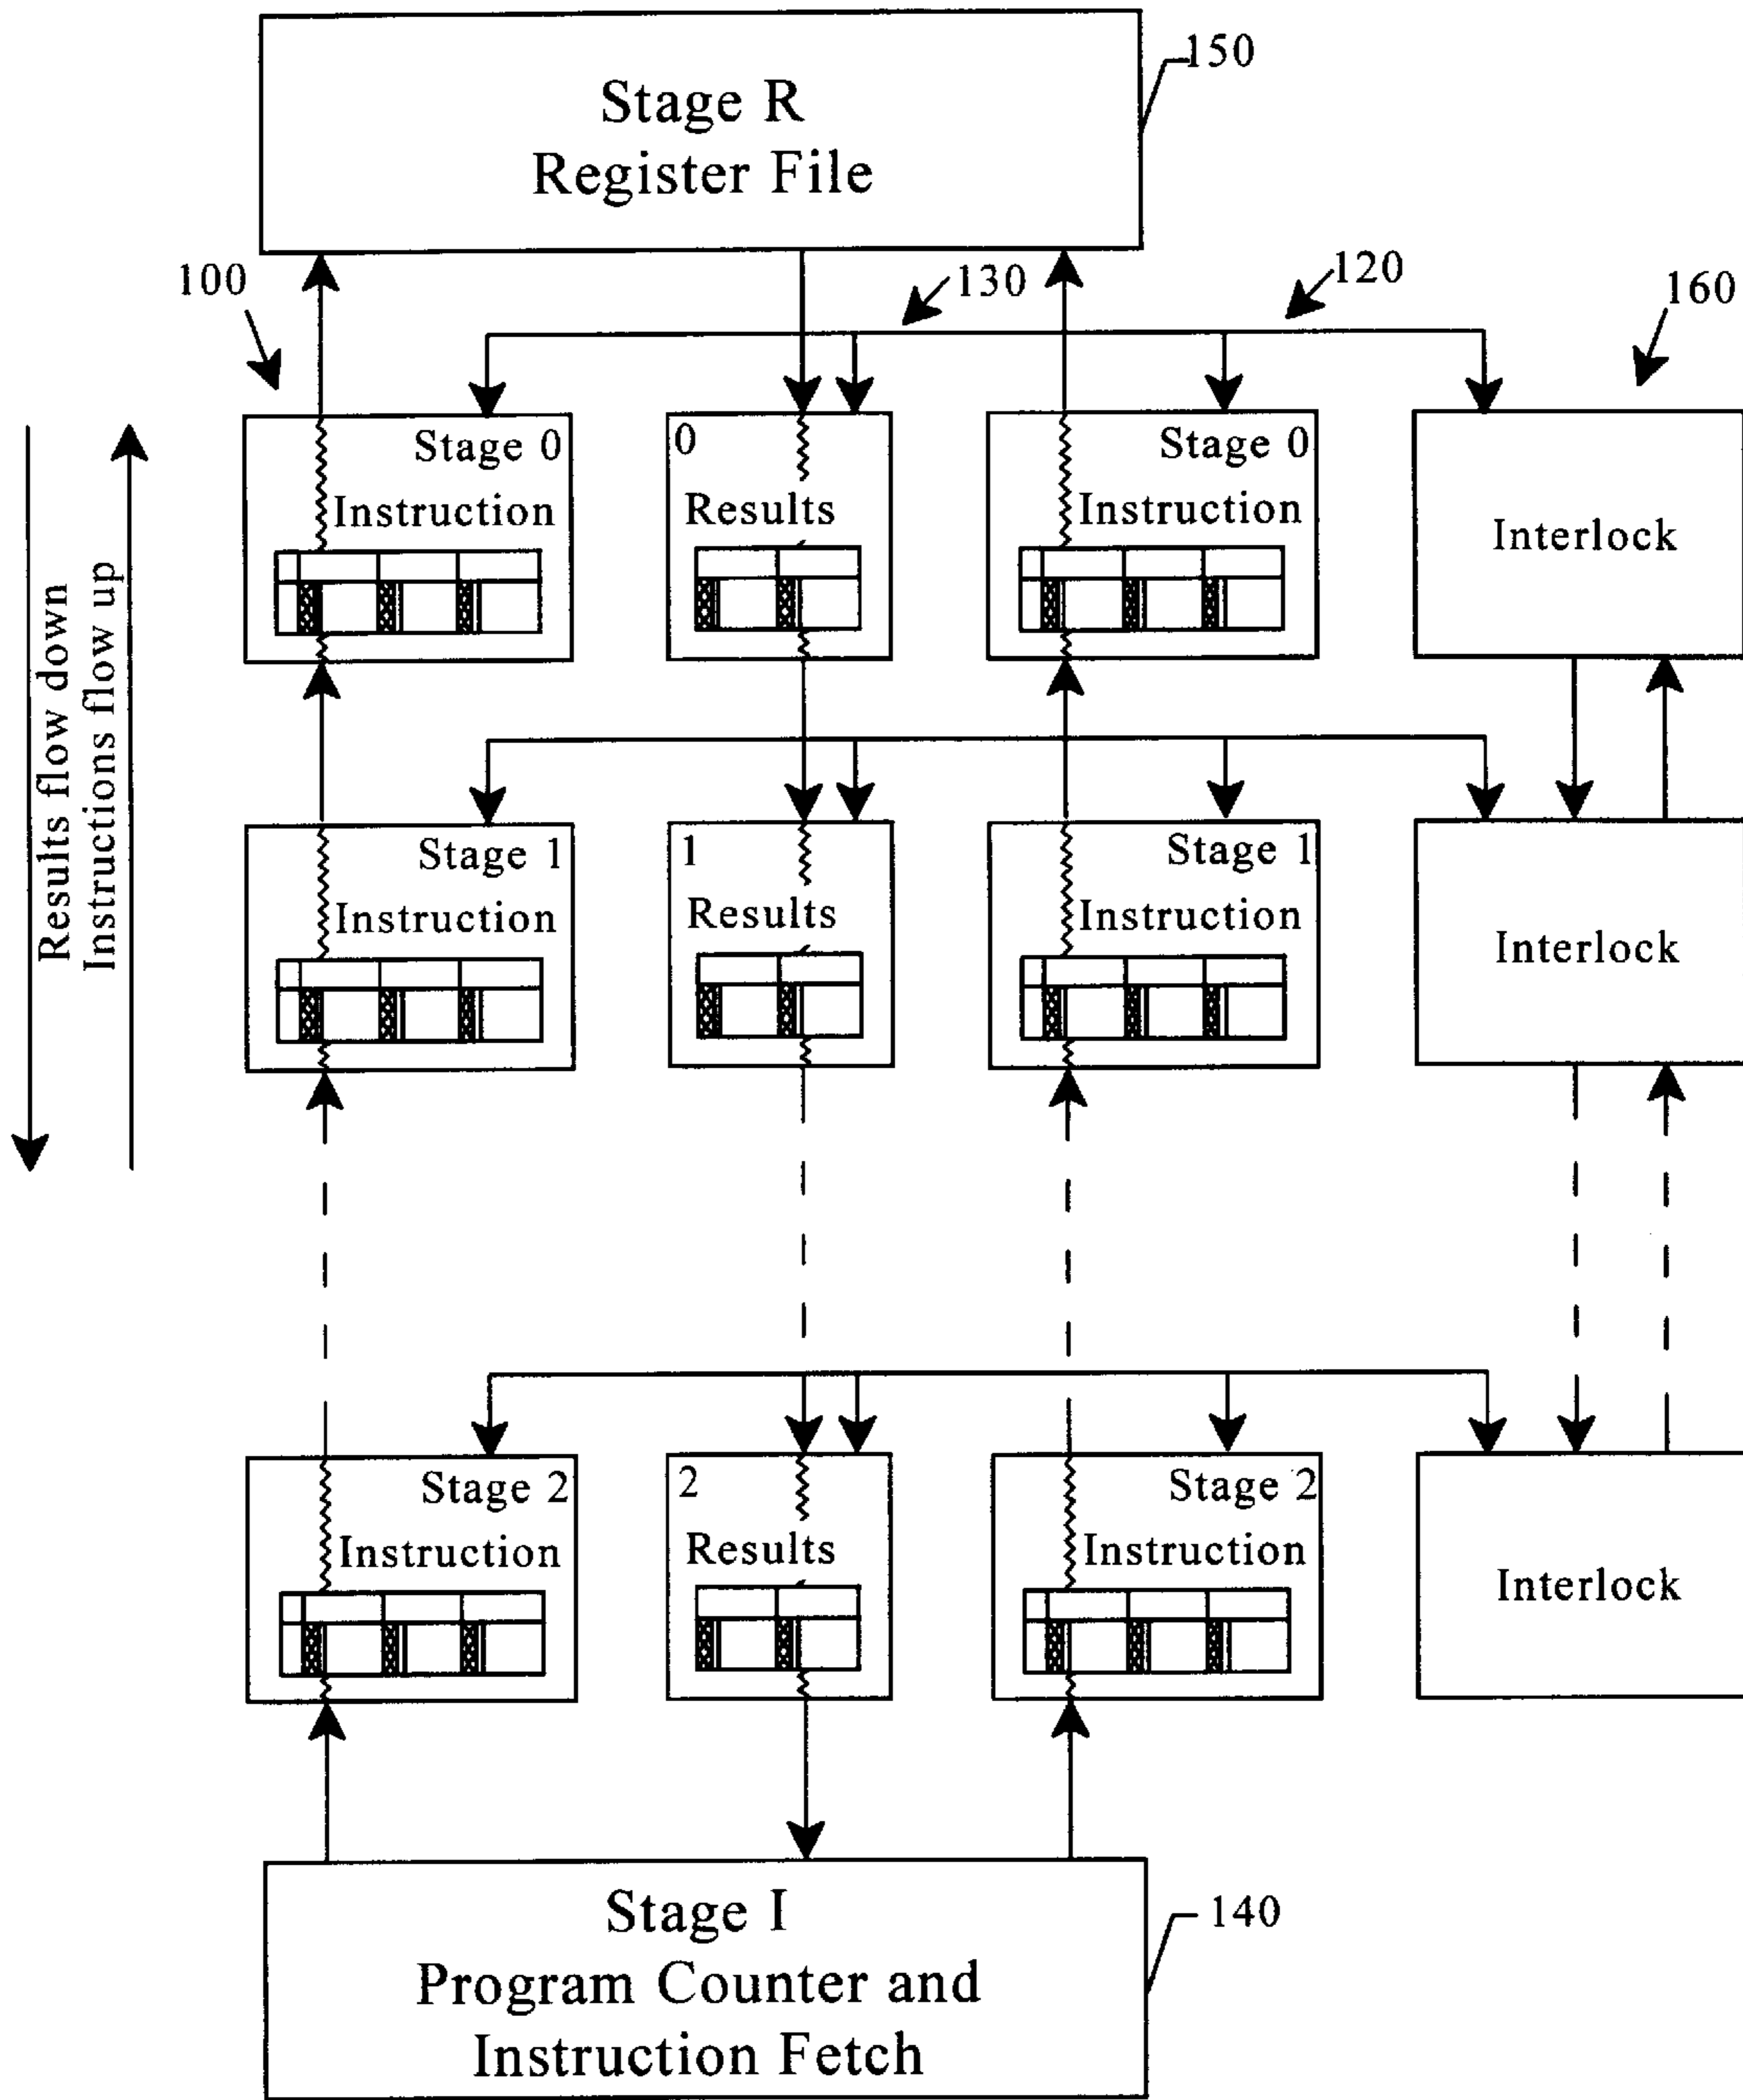 Stage R
Register File
150
100
130
120
160
Results flow down
Instructions flow up
Stage 0
Instruction
0
Results
Stage 0
Instruction
Interlock
Stage 1
Instruction
1
Results
Stage 1
Instruction
Interlock
Stage 2
Instruction
2
Results
Stage 2
Instruction
Interlock
Stage I
Program Counter and
Instruction Fetch
140